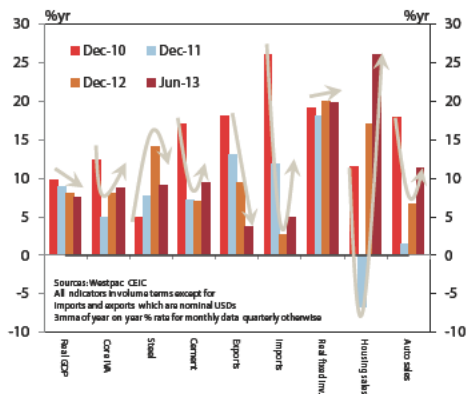 %yr
%yr
30
30
Dec-10
Dec-11
25
25
Dec-12
Jun-13
20
20
15
15
10
10
5
5
0
0
-5
-5
-10
-10
Sources: Westpac CEIC
All indicators in volume terms except for
imports and exports which are nominal USDs
3mma of year on year % rate for monthly data quarterly otherwise
Real GDP
Core IVA
Steel
Cement
Exports
Imports
Real fixed inv.
Housing sales
Auto sales